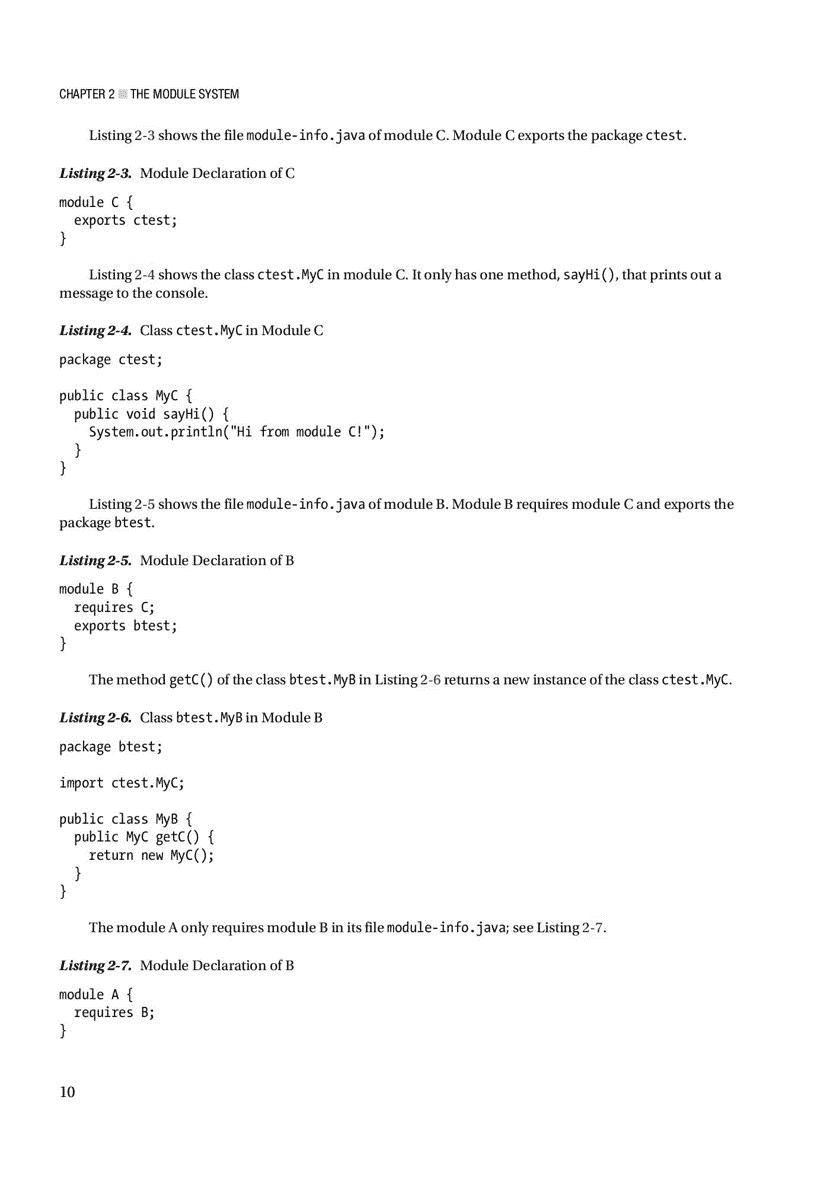 CHAPTER 2 ▒ THE MODULE SYSTEM
Listing 2-3 shows the file module-info.java of module C. Module C exports the package ctest.
Listing 2-3. Module Declaration of C
module C {
  exports ctest;
}
Listing 2-4 shows the class ctest.MyC in module C. It only has one method, sayHi(), that prints out a
message to the console.
Listing 2-4. Class ctest.MyC in Module C
package ctest;
public class MyC {
  public void sayHi() {
    System.out.println("Hi from module C!");
  }
}
Listing 2-5 shows the file module-info.java of module B. Module B requires module C and exports the
package btest.
Listing 2-5. Module Declaration of B
module B {
  requires C;
  exports btest;
}
The method getC() of the class btest.MyB in Listing 2-6 returns a new instance of the class ctest.MyC.
Listing 2-6. Class btest.MyB in Module B
package btest;
import ctest.MyC;
public class MyB {
  public MyC getC() {
    return new MyC();
  }
}
The module A only requires module B in its file module-info.java; see Listing 2-7.
Listing 2-7. Module Declaration of B
module A {
  requires B;
}
10